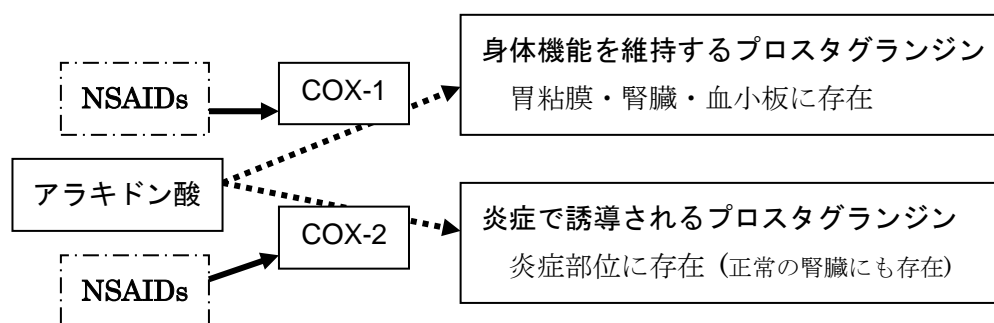 NSAIDs
COX-1
身体機能を維持するプロスタグランジン
胃粘膜・腎臓・血小板に存在
アラキドン酸
COX-2
炎症で誘導されるプロスタグランジン
炎症部位に存在 (正常の腎臓にも存在)
NSAIDs